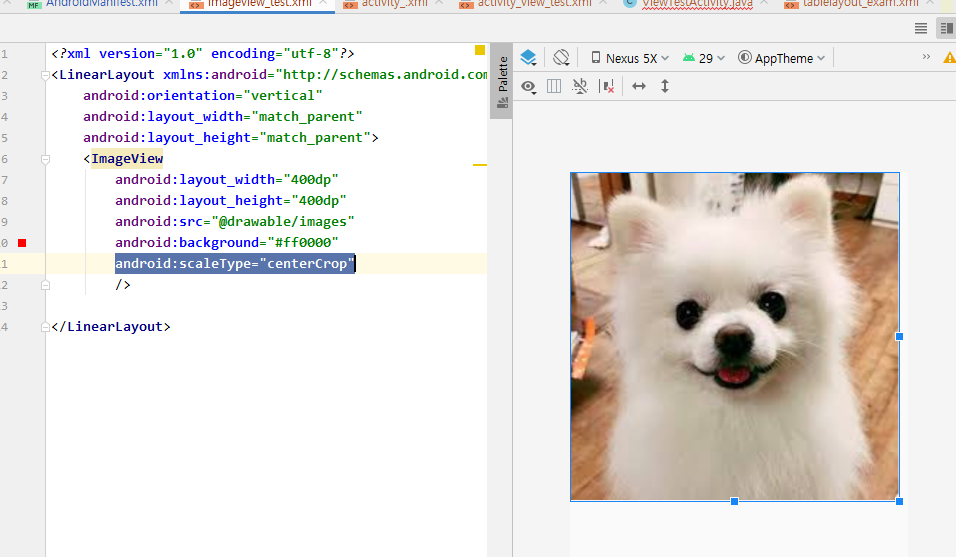 AndroidManifest.xml
imageview_test.xml
activity_.xml
activity_view_test.xml
ViewTestActivity.java
tablelayout_exam.xml
1 <?xml version="1.0" encoding="utf-8"?>
2 <LinearLayout xmlns:android="http://schemas.android.com
3 android:orientation="vertical"
4 android:layout_width="match_parent"
5 android:layout_height="match_parent">
6 <ImageView
7 android:layout_width="400dp"
8 android:layout_height="400dp"
9 android:src="@drawable/images"
0 android:background="#ff0000"
1 android:scaleType="centerCrop"
2 />
3
4 </LinearLayout>
Palette
Nexus 5X 29 AppTheme